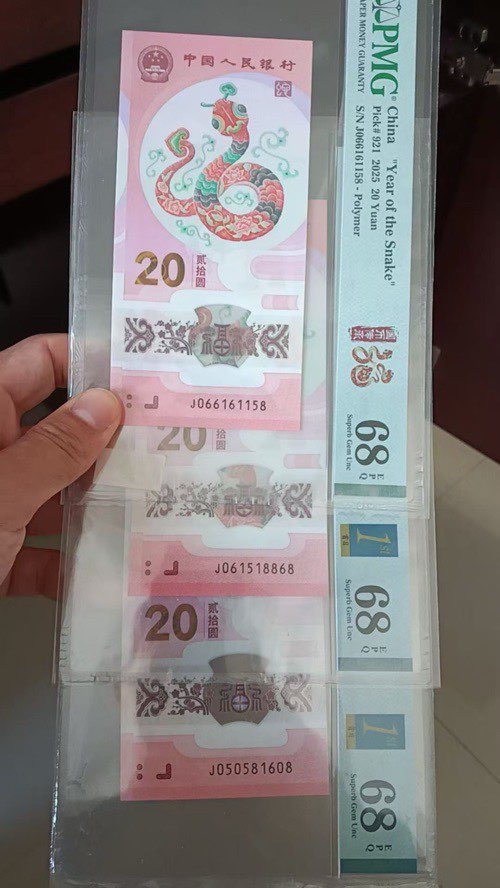 中国人民银行
20
贰拾圆
J066161158
PMG
PAPER MONEY GUARANTY
China "Year of the Snake"
Pick# 921 2025 20 Yuan
S/N J066161158 - Polymer
68 EPQ
Superb Gem Unc
20
拾圆
J061518868
1st
68 EPQ
Superb Gem Unc
20
贰拾圆
J050581608
1st
68 EPQ
Superb Gem Unc